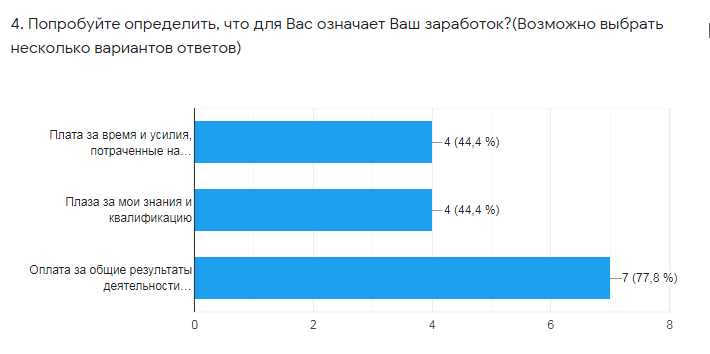 4. Попробуйте определить, что для Вас означает Ваш заработок?(Возможно выбрать
несколько вариантов ответов)
Плата за время и усилия,
потраченные на...
4 (44,4 %)
Плаза за мои знания и
квалификацию
4 (44,4 %)
Оплата за общие результаты
деятельности...
7 (77,8 %)
0 2 4 6 8